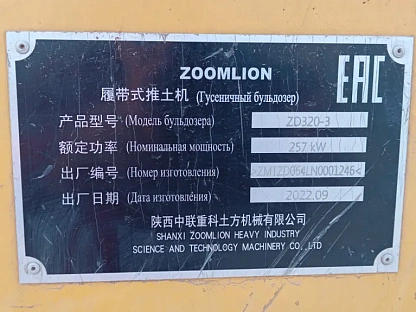 ZOOMLION
EAC
履带式推土机 (Гусеничный бульдозер)
产品型号 (Модель бульдозера) ZD320-3
额定功率 (Номинальная мощность) 257 kW
出厂编号 (Номер изготовления) >ZM1ZD064LN0001246<
出厂日期 (Дата изготовления) 2022.09
陕西中联重科土方机械有限公司
SHANXI ZOOMLION HEAVY INDUSTRY
SCIENCE AND TECHNOLOGY MACHINERY CO., LTD